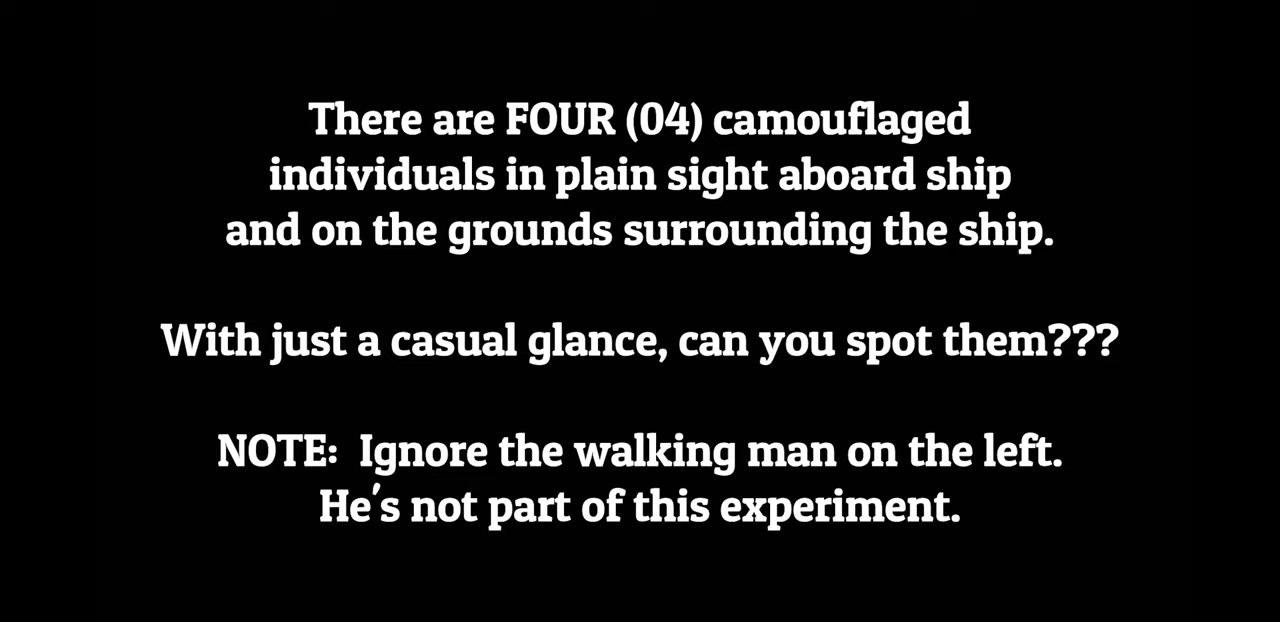 There are FOUR (04) camouflaged
individuals in plain sight aboard ship
and on the grounds surrounding the ship.
With just a casual glance, can you spot them???
NOTE:  Ignore the walking man on the left.
He's not part of this experiment.